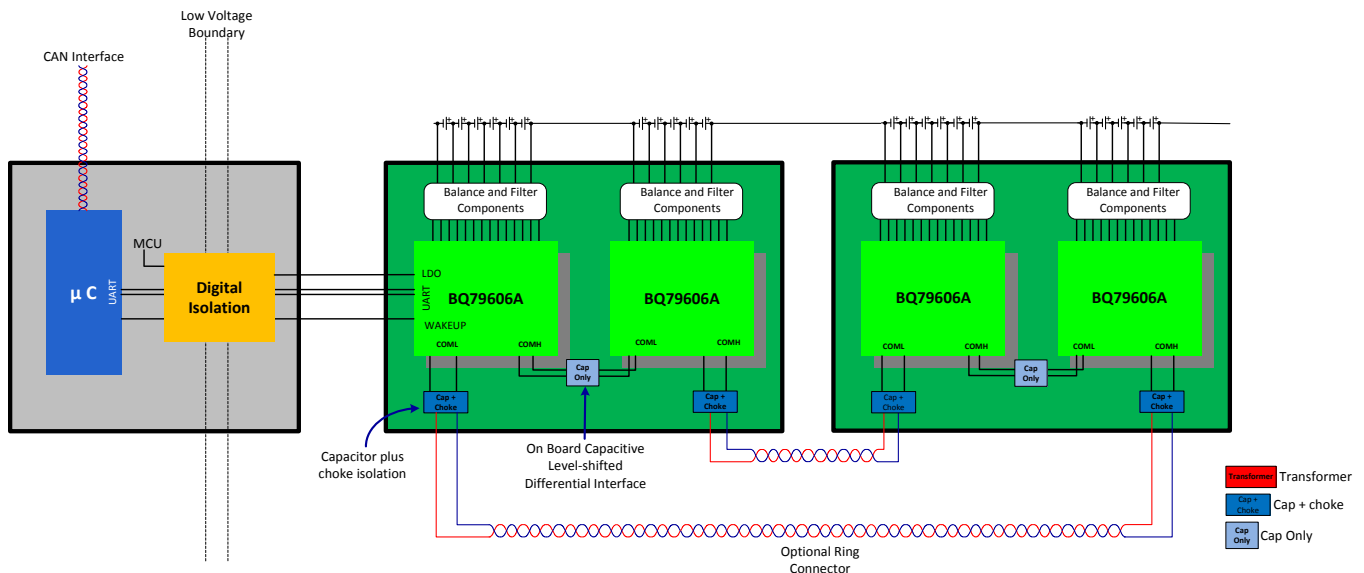 Low Voltage
Boundary
CAN Interface
MCU
μ C
UART
Digital
Isolation
Balance and Filter
Components
Balance and Filter
Components
Balance and Filter
Components
Balance and Filter
Components
LDO
UART
WAKEUP
BQ79606A
COML
COMH
BQ79606A
COMH
BQ79606A
COML
COMH
BQ79606A
COMH
Cap
Only
Cap
Only
Cap +
Choke
Cap +
Choke
Cap +
Choke
Cap +
Choke
Capacitor plus
choke isolation
On Board Capacitive
Level-shifted
Differential Interface
Optional Ring
Connector
Transformer
Transformer
Cap +
Choke
Cap + choke
Cap
Only
Cap Only
COML
COML